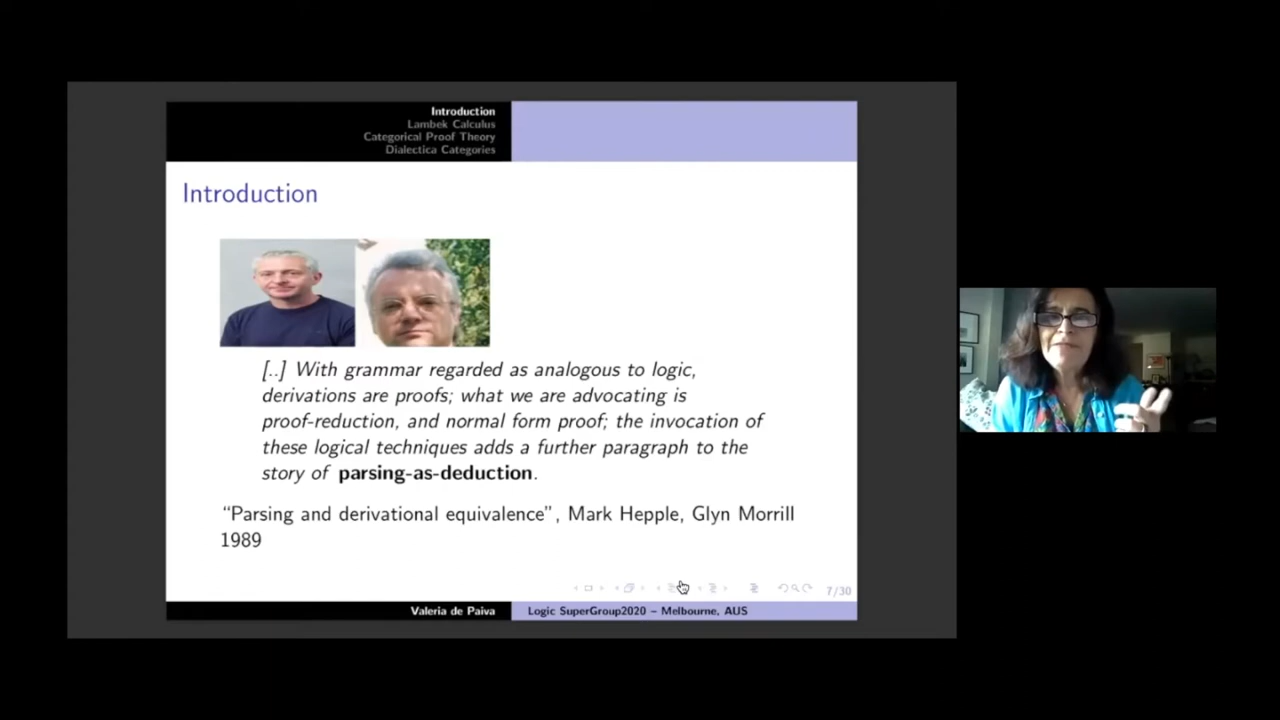 Introduction
Lambek Calculus
Categorical Proof Theory
Dialectica Categories
Introduction
[..] With grammar regarded as analogous to logic,
derivations are proofs; what we are advocating is
proof-reduction, and normal form proof; the invocation of
these logical techniques adds a further paragraph to the
story of parsing-as-deduction.
“Parsing and derivational equivalence”, Mark Hepple, Glyn Morrill
1989
7/30
Valeria de Paiva
Logic SuperGroup2020 – Melbourne, AUS